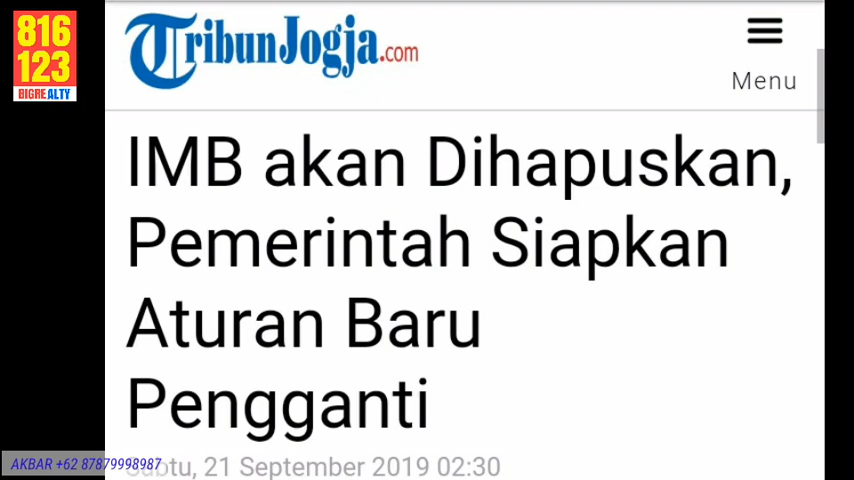 816
123
BIGREALTY
TribunJogja.com
Menu
IMB akan Dihapuskan,
Pemerintah Siapkan
Aturan Baru
Pengganti
AKBAR +62 87879998987
Sabtu, 21 September 2019 02:30